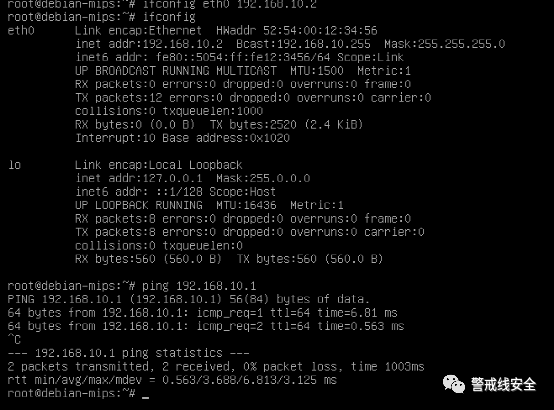 root@debian-mips:~# ifconfig eth0 192.168.10.2
root@debian-mips:~# ifconfig
eth0      Link encap:Ethernet  HWaddr 52:54:00:12:34:56
          inet addr:192.168.10.2  Bcast:192.168.10.255  Mask:255.255.255.0
          inet6 addr: fe80::5054:ff:fe12:3456/64 Scope:Link
          UP BROADCAST RUNNING MULTICAST  MTU:1500  Metric:1
          RX packets:0 errors:0 dropped:0 overruns:0 frame:0
          TX packets:12 errors:0 dropped:0 overruns:0 carrier:0
          collisions:0 txqueuelen:1000
          RX bytes:0 (0.0 B)  TX bytes:2520 (2.4 KiB)
          Interrupt:10 Base address:0x1020
lo        Link encap:Local Loopback
          inet addr:127.0.0.1  Mask:255.0.0.0
          inet6 addr: ::1/128 Scope:Host
          UP LOOPBACK RUNNING  MTU:16436  Metric:1
          RX packets:8 errors:0 dropped:0 overruns:0 frame:0
          TX packets:8 errors:0 dropped:0 overruns:0 carrier:0
          collisions:0 txqueuelen:0
          RX bytes:560 (560.0 B)  TX bytes:560 (560.0 B)
root@debian-mips:~# ping 192.168.10.1
PING 192.168.10.1 (192.168.10.1) 56(84) bytes of data.
64 bytes from 192.168.10.1: icmp_req=1 ttl=64 time=6.81 ms
64 bytes from 192.168.10.1: icmp_req=2 ttl=64 time=0.563 ms
^C
--- 192.168.10.1 ping statistics ---
2 packets transmitted, 2 received, 0% packet loss, time 1003ms
rtt min/avg/max/mdev = 0.563/3.688/6.813/3.125 ms
root@debian-mips:~# _
警戒线安全